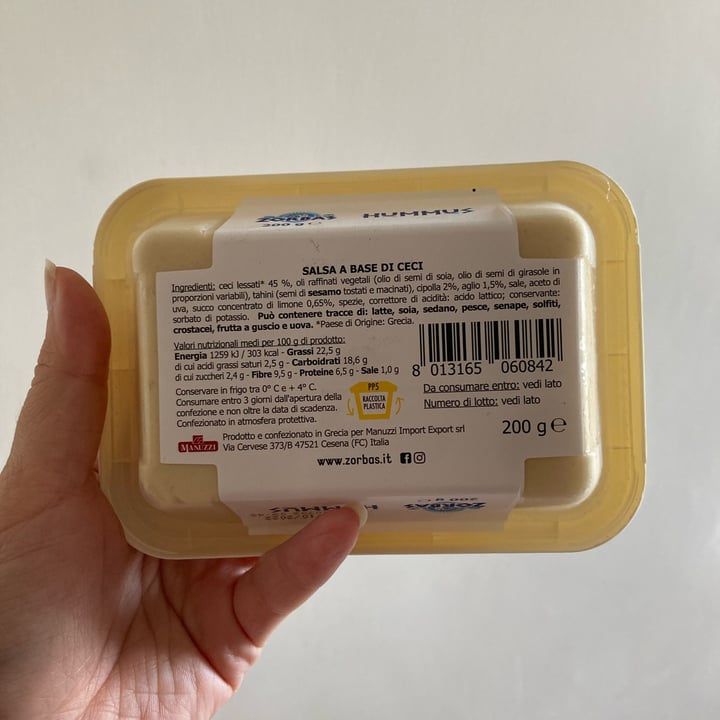 ZORBAS HUMMUS
200 g e
SALSA A BASE DI CECI
Ingredienti: ceci lessati* 45 %, oli raffinati vegetali (olio di semi di soia, olio di semi di girasole in
proporzioni variabili), tahini (semi di sesamo tostati e macinati), cipolla 2%, aglio 1,5%, sale, aceto di
uva, succo concentrato di limone 0,65%, spezie, correttore di acidità: acido lattico; conservante:
sorbato di potassio. Può contenere tracce di: latte, soia, sedano, pesce, senape, solfiti,
crostacei, frutta a guscio e uova. *Paese di Origine: Grecia.
Valori nutrizionali medi per 100 g di prodotto:
Energia 1259 kJ / 303 kcal - Grassi 22,5 g
di cui acidi grassi saturi 2,5 g - Carboidrati 18,6 g
di cui zuccheri 2,4 g - Fibre 9,5 g - Proteine 6,5 g - Sale 1,0 g
Conservare in frigo tra 0° C e + 4° C.
Consumare entro 3 giorni dall'apertura della
confezione e non oltre la data di scadenza.
Confezionato in atmosfera protettiva.
PP5
RACCOLTA
PLASTICA
8 013165 060842
Da consumare entro: vedi lato
Numero di lotto: vedi lato
200 g e
MANUZZI
Prodotto e confezionato in Grecia per Manuzzi Import Export srl
Via Cervese 373/B 47521 Cesena (FC) Italia
www.zorbas.it
ZORBAS HUMMUS
200 g e